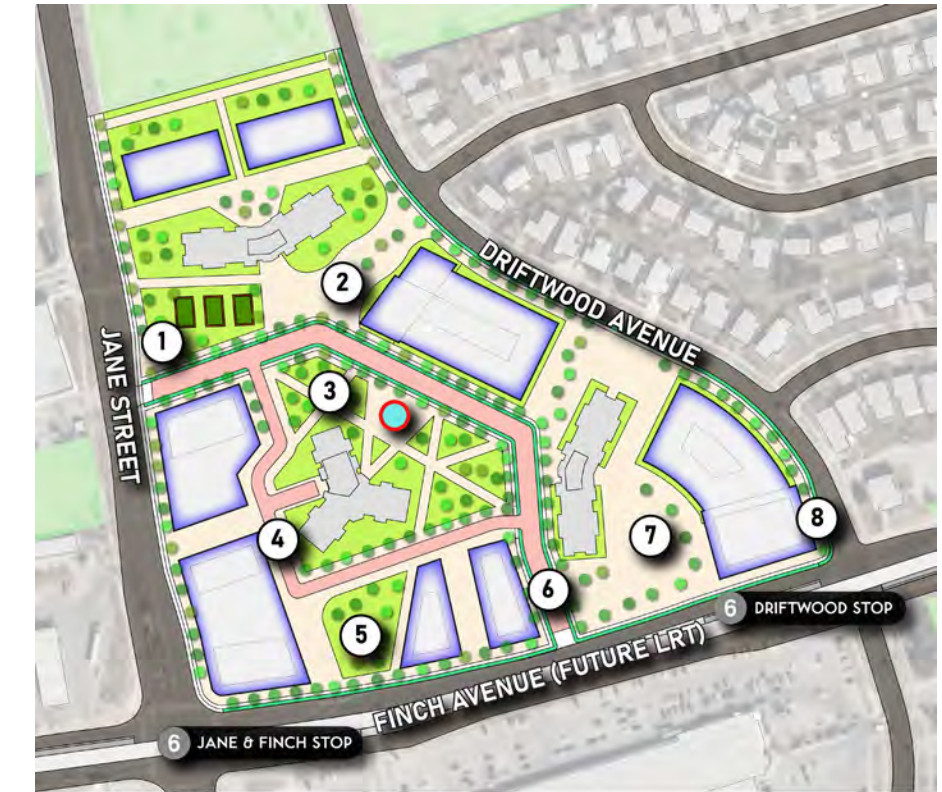 DRIFTWOOD AVENUE
2
1
JANE STREET
3
8
4
7
6
6 DRIFTWOOD STOP
5
FINCH AVENUE (FUTURE LRT)
6 JANE & FINCH STOP